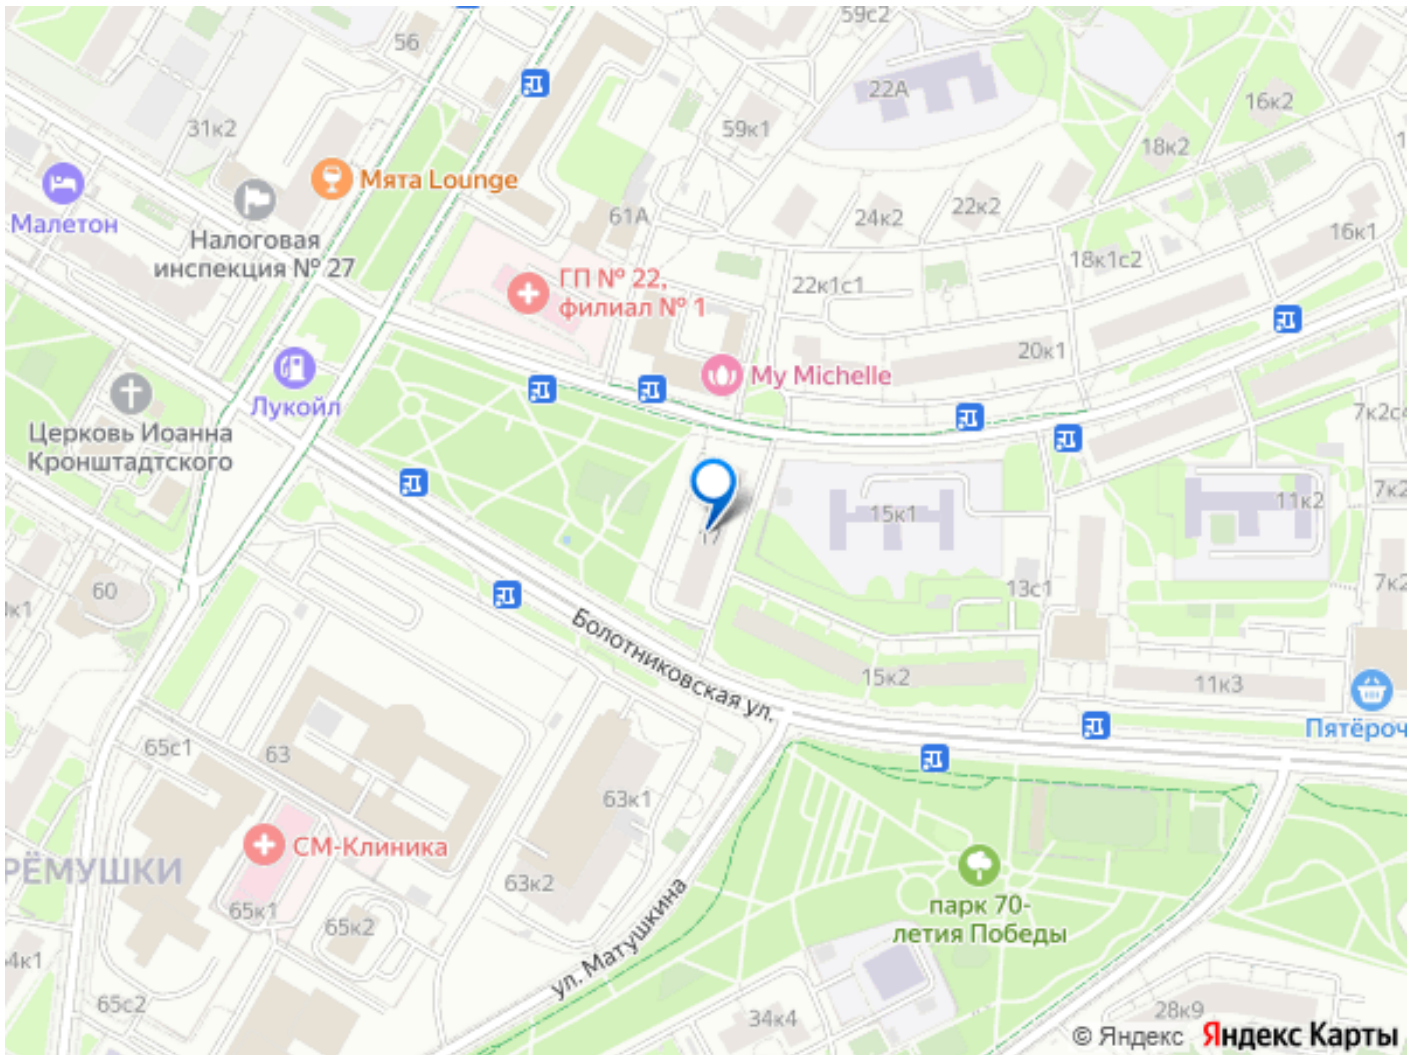 59с2
56
22А
16к2
31к2
59к1
18к2
Мята Lounge
Малетон
61А
24к2
22к2
16к1
Налоговая
инспекция № 27
18к1с2
ГП № 22,
филиал № 1
22к1с1
20к1
My Michelle
Лукойл
7к2с4
Церковь Иоанна
Кронштадтского
7к2
11к2
15к1
17
60
13с1
7к2
к1
Болотниковская ул.
15к2
11к3
Пятёроч
65с1
63
63к1
СМ-Клиника
РЁМУШКИ
63к2
65к1
65к2
ул. Матушкина
парк 70-
летия Победы
4к1
65с2
34к4
28к9
© Яндекс Яндекс Карты